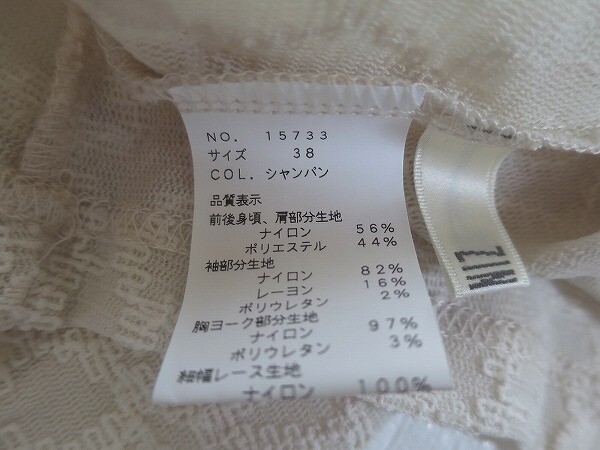 NO. 15733
サイズ 38
COL. シャンパン
品質表示
前後身頃、肩部分生地
ナイロン 56%
ポリエステル 44%
袖部分生地
ナイロン 82%
レーヨン 16%
ポリウレタン 2%
胸ヨーク部分生地
ナイロン 97%
ポリウレタン 3%
細幅レース生地
ナイロン 100%